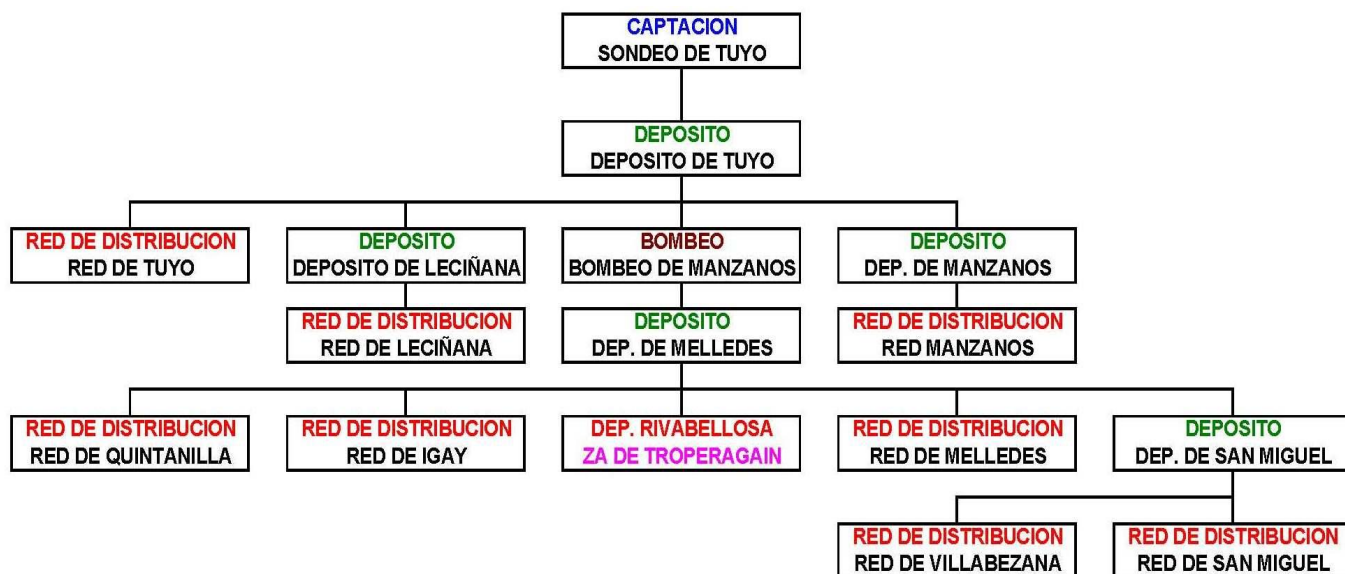 CAPTACION
SONDEO DE TUYO
DEPOSITO
DEPOSITO DE TUYO
RED DE DISTRIBUCION
RED DE TUYO
DEPOSITO
DEPOSITO DE LECIÑANA
BOMBEO
BOMBEO DE MANZANOS
DEPOSITO
DEP. DE MANZANOS
RED DE DISTRIBUCION
RED DE LECIÑANA
DEPOSITO
DEP. DE MELLEDES
RED DE DISTRIBUCION
RED MANZANOS
RED DE DISTRIBUCION
RED DE QUINTANILLA
RED DE DISTRIBUCION
RED DE IGAY
DEP. RIVABELLOSA
ZA DE TROPERAGAIN
RED DE DISTRIBUCION
RED DE MELLEDES
DEPOSITO
DEP. DE SAN MIGUEL
RED DE DISTRIBUCION
RED DE VILLABEZANA
RED DE DISTRIBUCION
RED DE SAN MIGUEL